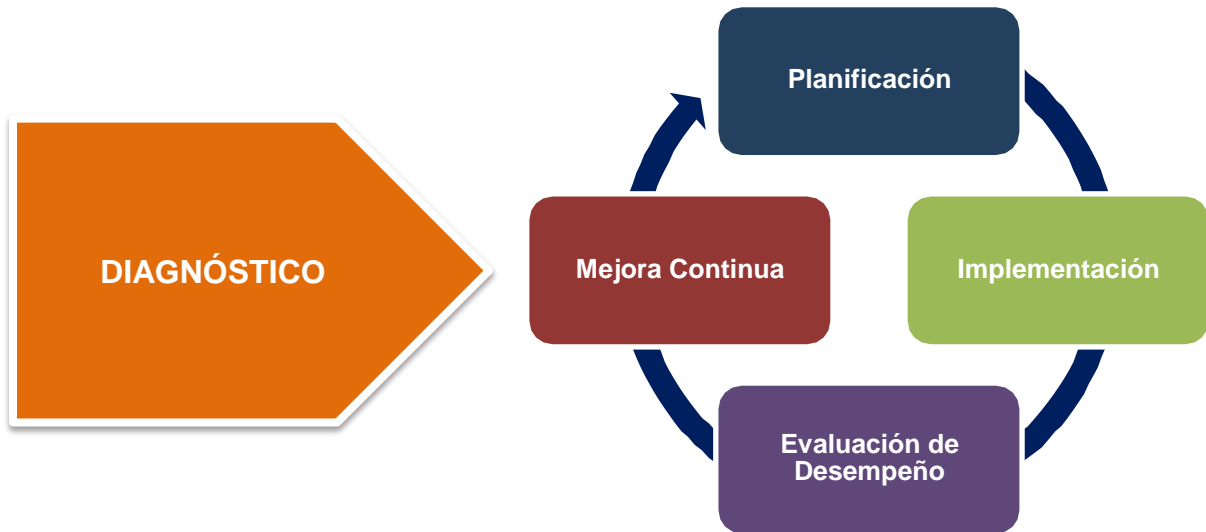 DIAGNÓSTICO
Planificación
Implementación
Evaluación de
Desempeño
Mejora Continua